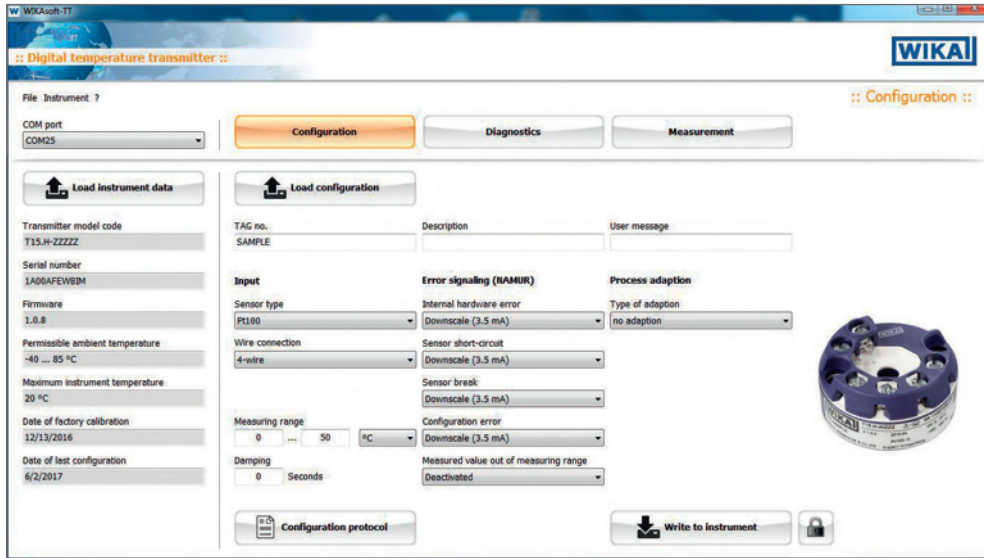 W WIKAsoft-TT
:: Digital temperature transmitter ::
WIKA
File Instrument ?
:: Configuration ::
COM port
COM25
Configuration
Diagnostics
Measurement
Load instrument data
Load configuration
Transmitter model code
T15.H-ZZZZZ
TAG no.
SAMPLE
Description
User message
Serial number
1A00AFEWBIM
Input
Error signaling (NAMUR)
Process adaption
Firmware
1.0.8
Sensor type
Pt100
Internal hardware error
Downscale (3.5 mA)
Type of adaption
no adaption
Permissible ambient temperature
-40 ... 85 °C
Wire connection
4-wire
Sensor short-circuit
Downscale (3.5 mA)
Maximum instrument temperature
20 °C
Sensor break
Downscale (3.5 mA)
Date of factory calibration
12/13/2016
Measuring range
0 ... 50 °C
Configuration error
Downscale (3.5 mA)
Date of last configuration
6/2/2017
Damping
0 Seconds
Measured value out of measuring range
Deactivated
Configuration protocol
Write to instrument
WIKA